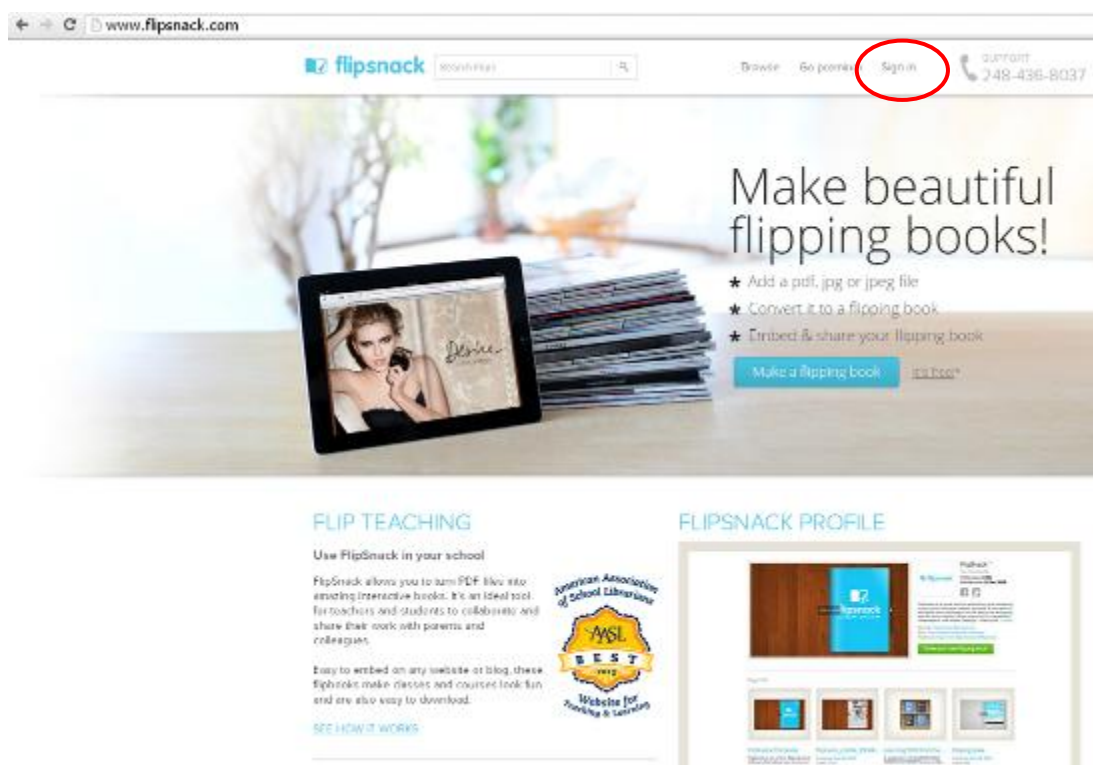 www.flipsnack.com
flipsnack
Browse Go premium Sign in
SUPPORT
248-436-8037
Make beautiful
flipping books!
Add a pdf, jpg or jpeg file
Convert it to a flipping book
Embed & share your flipping book
Make a flipping book It's free*
Desire
FLIP TEACHING
Use FlipSnack in your school
FlipSnack allows you to turn PDF files into
amazing interactive books. It's an ideal tool
for teachers and students to collaborate and
share their work with parents and
colleagues.
Easy to embed on any website or blog, these
flipbooks make classes and courses look fun
and are also easy to download.
SEE HOW IT WORKS
American Association
of School Librarians
AASL
BEST
Website for
Teaching & Learning
FLIPSNACK PROFILE
flipsnack